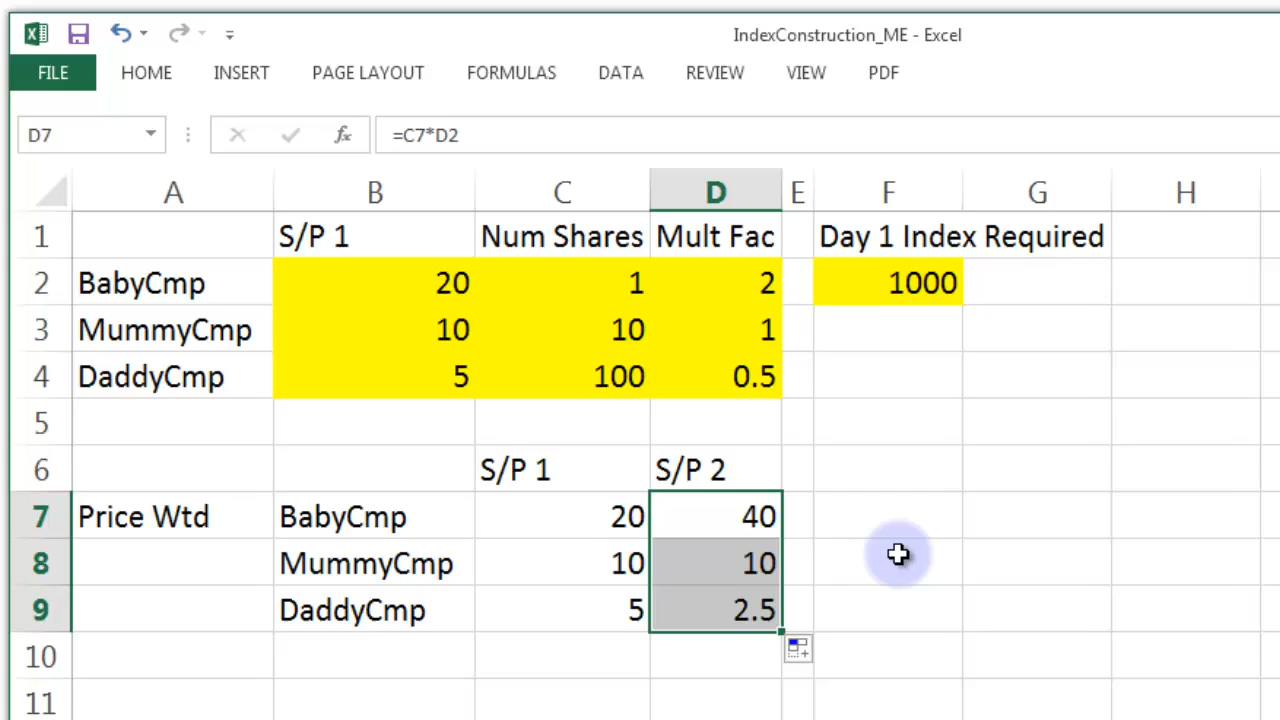 IndexConstruction_ME - Excel
FILE HOME INSERT PAGE LAYOUT FORMULAS DATA REVIEW VIEW PDF
D7 fx =C7*D2
A B C D E F G H
1 S/P 1 Num Shares Mult Fac Day 1 Index Required
2 BabyCmp 20 1 2 1000
3 MummyCmp 10 10 1
4 DaddyCmp 5 100 0.5
5
6 S/P 1 S/P 2
7 Price Wtd BabyCmp 20 40
8 MummyCmp 10 10
9 DaddyCmp 5 2.5
10
11